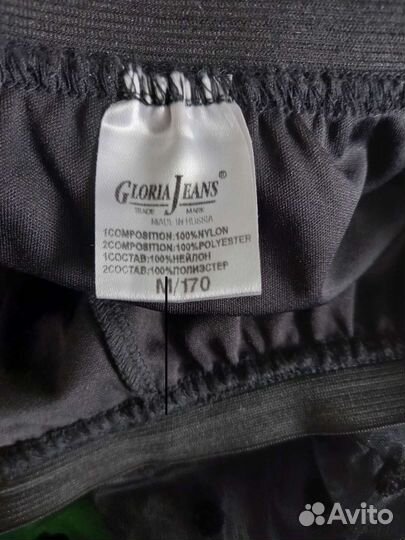 GLORIA JEANS®
TRADE & MARK
MADE IN RUSSIA
1COMPOSITION:100%NYLON
2COMPOSITION:100%POLYESTER
1СОСТАВ:100%НЕЙЛОН
2СОСТАВ:100%ПОЛИЭСТЕР
M/170
Avito